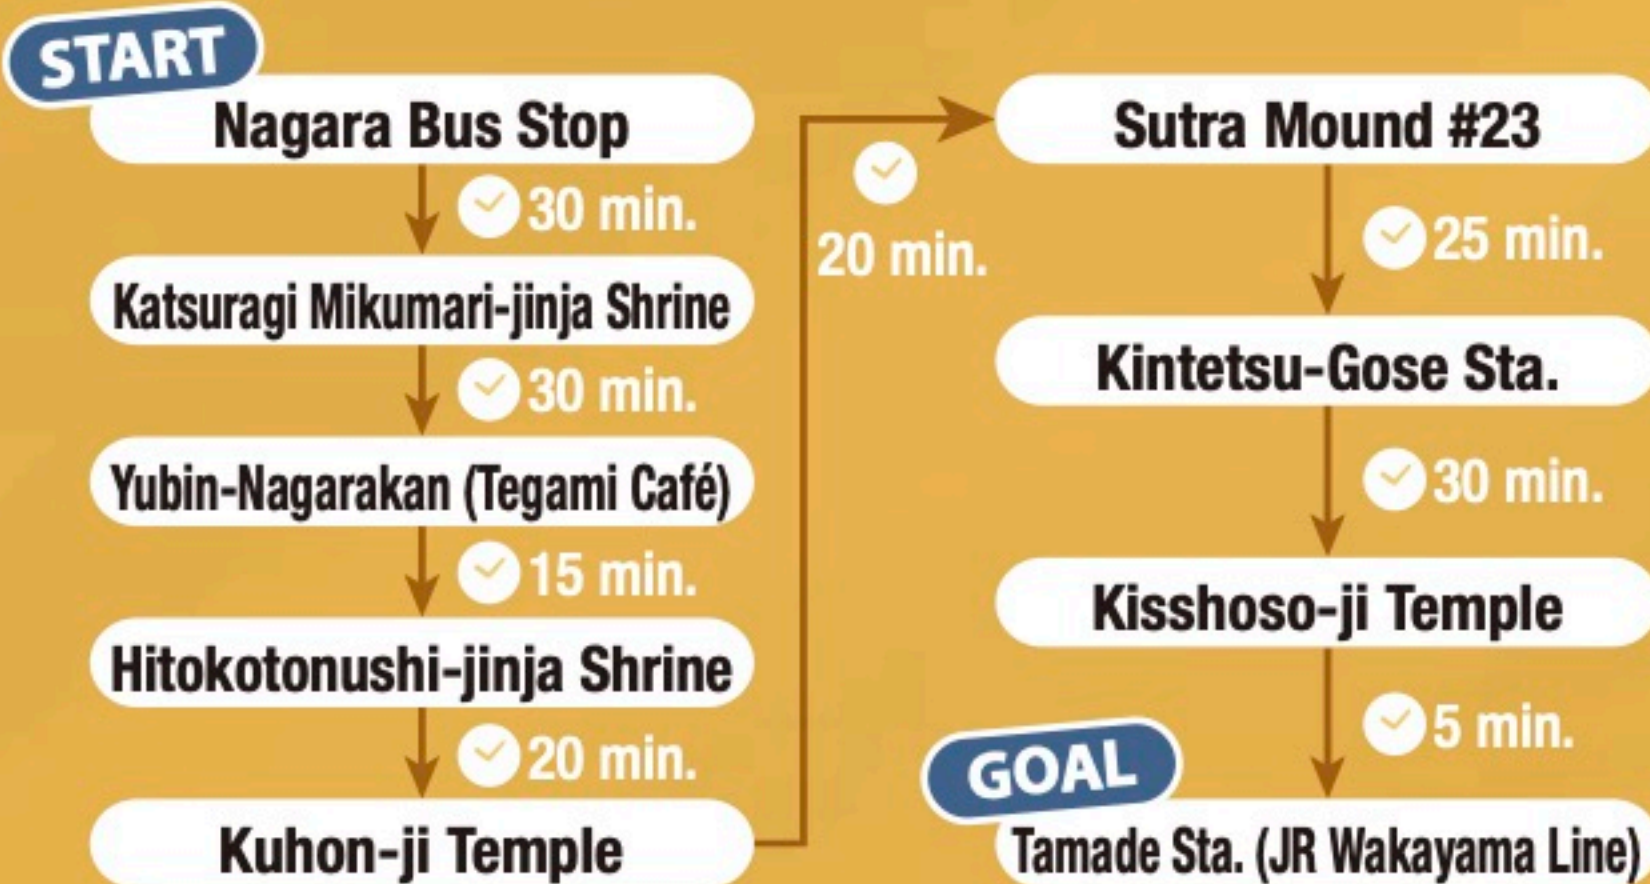 START
Nagara Bus Stop
30 min.
Katsuragi Mikumari-jinja Shrine
30 min.
Yubin-Nagarakan (Tegami Café)
15 min.
Hitokotonushi-jinja Shrine
20 min.
Kuhon-ji Temple
20 min.
Sutra Mound #23
25 min.
Kintetsu-Gose Sta.
30 min.
Kisshoso-ji Temple
5 min.
GOAL
Tamade Sta. (JR Wakayama Line)